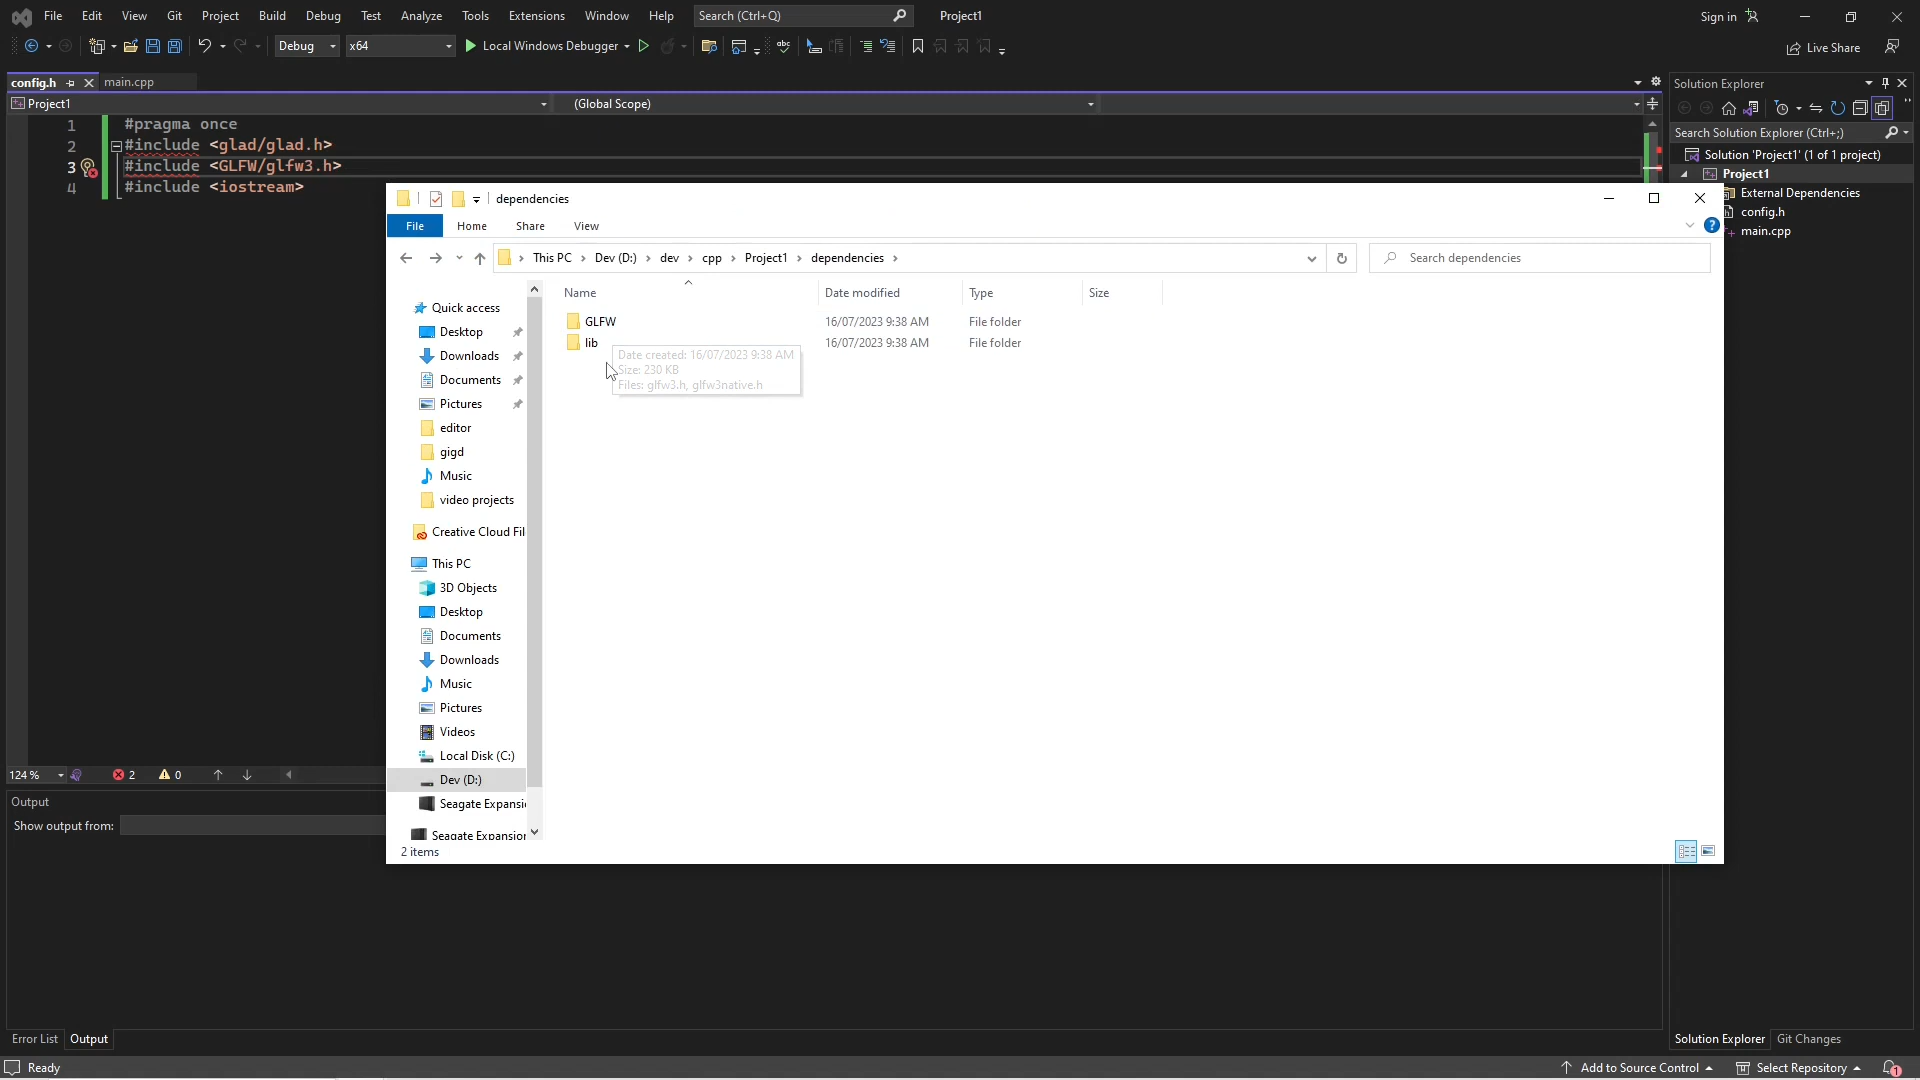 File Edit View Git Project Build Debug Test Analyze Tools Extensions Window Help Search (Ctrl+Q) Project1 Sign in
Debug x64 Local Windows Debugger Live Share
config.h main.cpp
Project1 (Global Scope)
1 #pragma once
2 #include <glad/glad.h>
3 #include <GLFW/glfw3.h>
4 #include <iostream>
Solution Explorer
Search Solution Explorer (Ctrl+;)
Solution 'Project1' (1 of 1 project)
Project1
External Dependencies
config.h
main.cpp
dependencies
File Home Share View
This PC Dev (D:) dev cpp Project1 dependencies Search dependencies
Name Date modified Type Size
GLFW 16/07/2023 9:38 AM File folder
lib 16/07/2023 9:38 AM File folder
Date created: 16/07/2023 9:38 AM
Size: 230 KB
Files: glfw3.h, glfw3native.h
Quick access
Desktop
Downloads
Documents
Pictures
editor
gigd
Music
video projects
Creative Cloud Fil
This PC
3D Objects
Desktop
Documents
Downloads
Music
Pictures
Videos
Local Disk (C:)
Dev (D:)
Seagate Expansi
Seagate Expansion
2 items
124 % 2 0
Output
Show output from:
Error List Output
Solution Explorer Git Changes
Ready Add to Source Control Select Repository 1